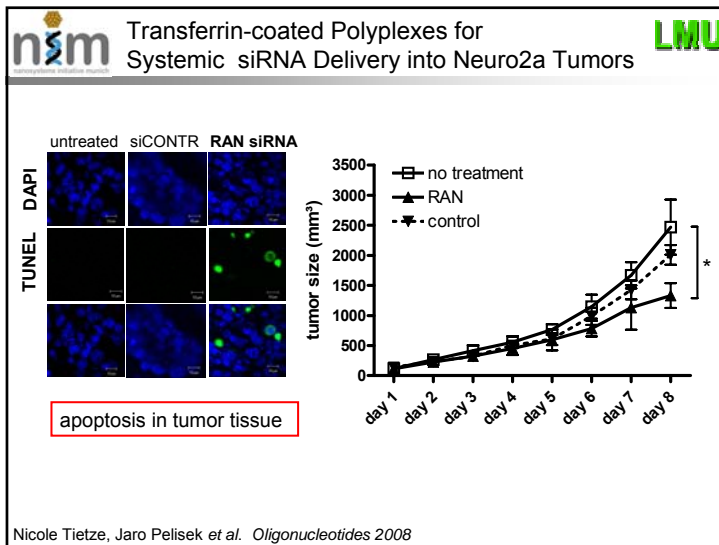 nim
nanosystems initiative munich
Transferrin-coated Polyplexes for
Systemic siRNA Delivery into Neuro2a Tumors
LMU
untreated siCONTR RAN siRNA
DAPI
TUNEL
apoptosis in tumor tissue
tumor size (mm³)
3500
3000
2500
2000
1500
1000
500
0
no treatment
RAN
control
*
day 1 day 2 day 3 day 4 day 5 day 6 day 7 day 8
Nicole Tietze, Jaro Pelisek et al. Oligonucleotides 2008